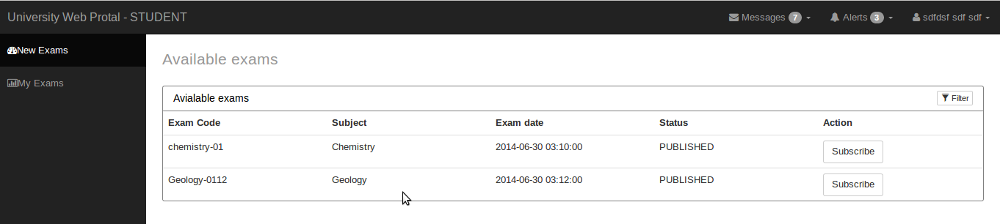 University Web Protal - STUDENT Messages 7 Alerts 3 sdfdsf sdf sdf
New Exams
My Exams
Available exams
Avialable exams Filter
Exam Code Subject Exam date Status Action
chemistry-01 Chemistry 2014-06-30 03:10:00 PUBLISHED Subscribe
Geology-0112 Geology 2014-06-30 03:12:00 PUBLISHED Subscribe